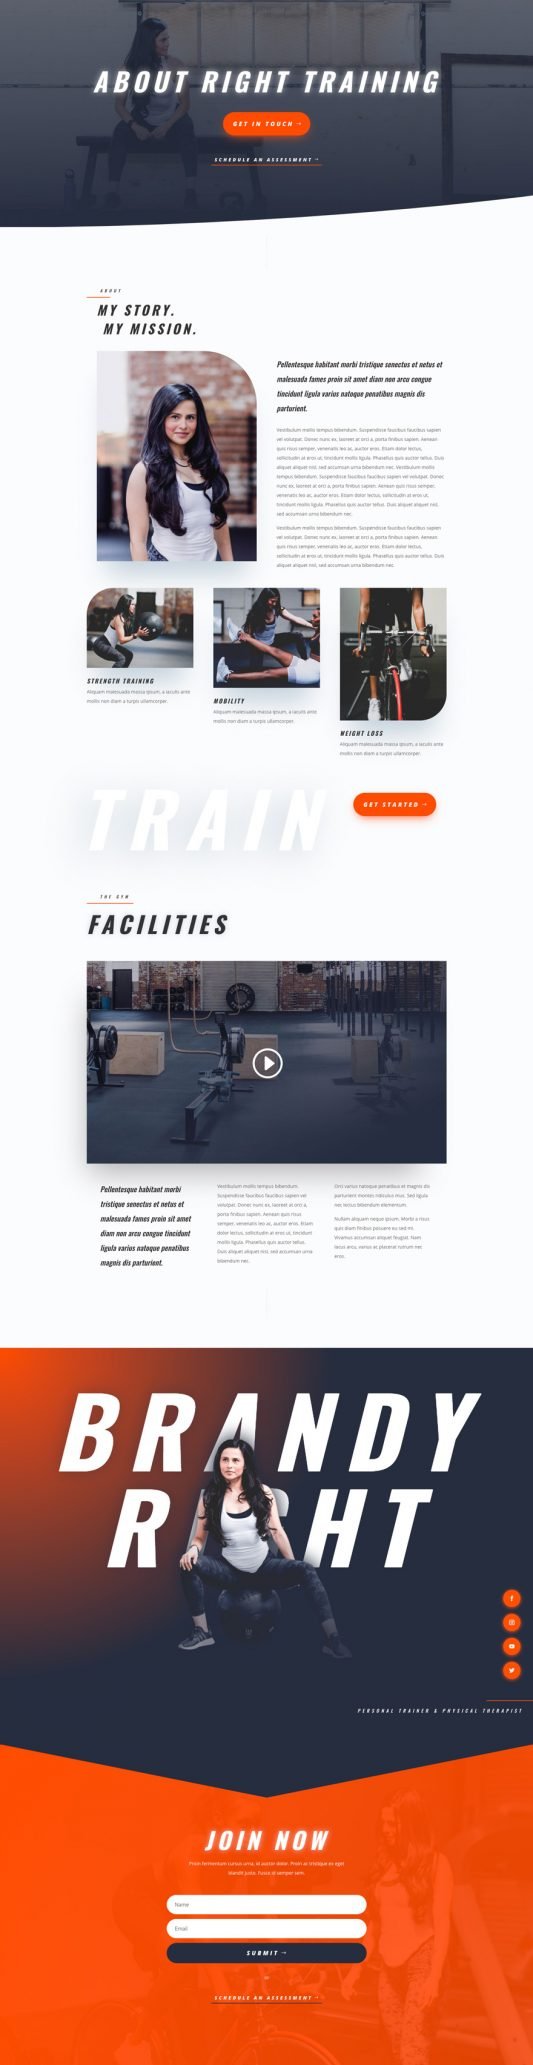 ABOUT RIGHT TRAINING
GET IN TOUCH →
SCHEDULE AN ASSESSMENT →
ABOUT
MY STORY.
MY MISSION.
Pellentesque habitant morbi tristique senectus et netus et
malesuada fames proin sit amet diam non arcu congue
tincidunt ligula varius natoque penatibus magnis dis
parturient.
Vestibulum mollis tempus bibendum. Suspendisse faucibus faucibus sapien
vel volutpat. Donec nunc ex, laoreet at orci a, porta finibus sapien. Aenean
quis risus semper, venenatis leo ac, auctor eros. Etiam dolor lectus,
sollicitudin at eros ut, tincidunt mollis ligula. Phasellus quis auctor tellus. Duis
aliquet aliquet nisl, sed accumsan urna bibendum nec. Vestibulum mollis
tempus bibendum. Suspendisse faucibus faucibus sapien vel volutpat. Donec
nunc ex, laoreet at orci a, porta finibus sapien. Aenean quis risus semper,
venenatis leo ac, auctor eros. Etiam dolor lectus, sollicitudin at eros ut,
tincidunt mollis ligula. Phasellus quis auctor tellus. Duis aliquet aliquet nisl,
sed accumsan urna bibendum nec.
Vestibulum mollis tempus bibendum. Suspendisse faucibus faucibus sapien
vel volutpat. Donec nunc ex, laoreet at orci a, porta finibus sapien. Aenean
quis risus semper, venenatis leo ac, auctor eros. Etiam dolor lectus,
sollicitudin at eros ut, tincidunt mollis ligula. Phasellus quis auctor tellus. Duis
aliquet aliquet nisl, sed accumsan urna bibendum nec.
STRENGTH TRAINING
Aliquam malesuada massa ipsum, a iaculis ante
mollis non diam a turpis ullamcorper.
MOBILITY
Aliquam malesuada massa ipsum, a iaculis ante
mollis non diam a turpis ullamcorper.
WEIGHT LOSS
Aliquam malesuada massa ipsum, a iaculis ante
mollis non diam a turpis ullamcorper.
TRAIN
GET STARTED →
THE GYM
FACILITIES
Pellentesque habitant morbi
tristique senectus et netus et
malesuada fames proin sit amet
diam non arcu congue tincidunt
ligula varius natoque penatibus
magnis dis parturient.
Vestibulum mollis tempus bibendum.
Suspendisse faucibus faucibus sapien vel
volutpat. Donec nunc ex, laoreet at orci a,
porta finibus sapien. Aenean quis risus
semper, venenatis leo ac, auctor eros. Etiam
dolor lectus, sollicitudin at eros ut, tincidunt
mollis ligula. Phasellus quis auctor tellus.
Duis aliquet aliquet nisl, sed accumsan urna
bibendum nec.
Orci varius natoque penatibus et magnis dis
parturient montes ridiculus mus. Sed ligula
nec lectus bibendum elementum.
Nullam aliquam neque ipsum. Morbi a risus
quis diam finibus posuere eu sed mi.
Vivamus accumsan aliquet feugiat. Nam
lacus arcu, varius ac placerat rutrum nec
eros.
BRANDY
RIGHT
PERSONAL TRAINER & PHYSICAL THERAPIST
JOIN NOW
Proin fermentum cursus urna, id auctor dolor. Proin at tristique ex eget
blandit justo. Fusce id semper sem.
Name
Email
SUBMIT →
SCHEDULE AN ASSESSMENT →